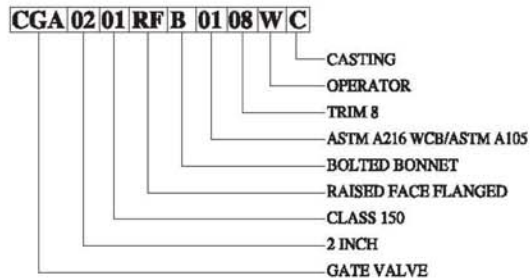 CGA 02 01 RF B 01 08 W C
CASTING
OPERATOR
TRIM 8
ASTM A216 WCB/ASTM A105
BOLTED BONNET
RAISED FACE FLANGED
CLASS 150
2 INCH
GATE VALVE